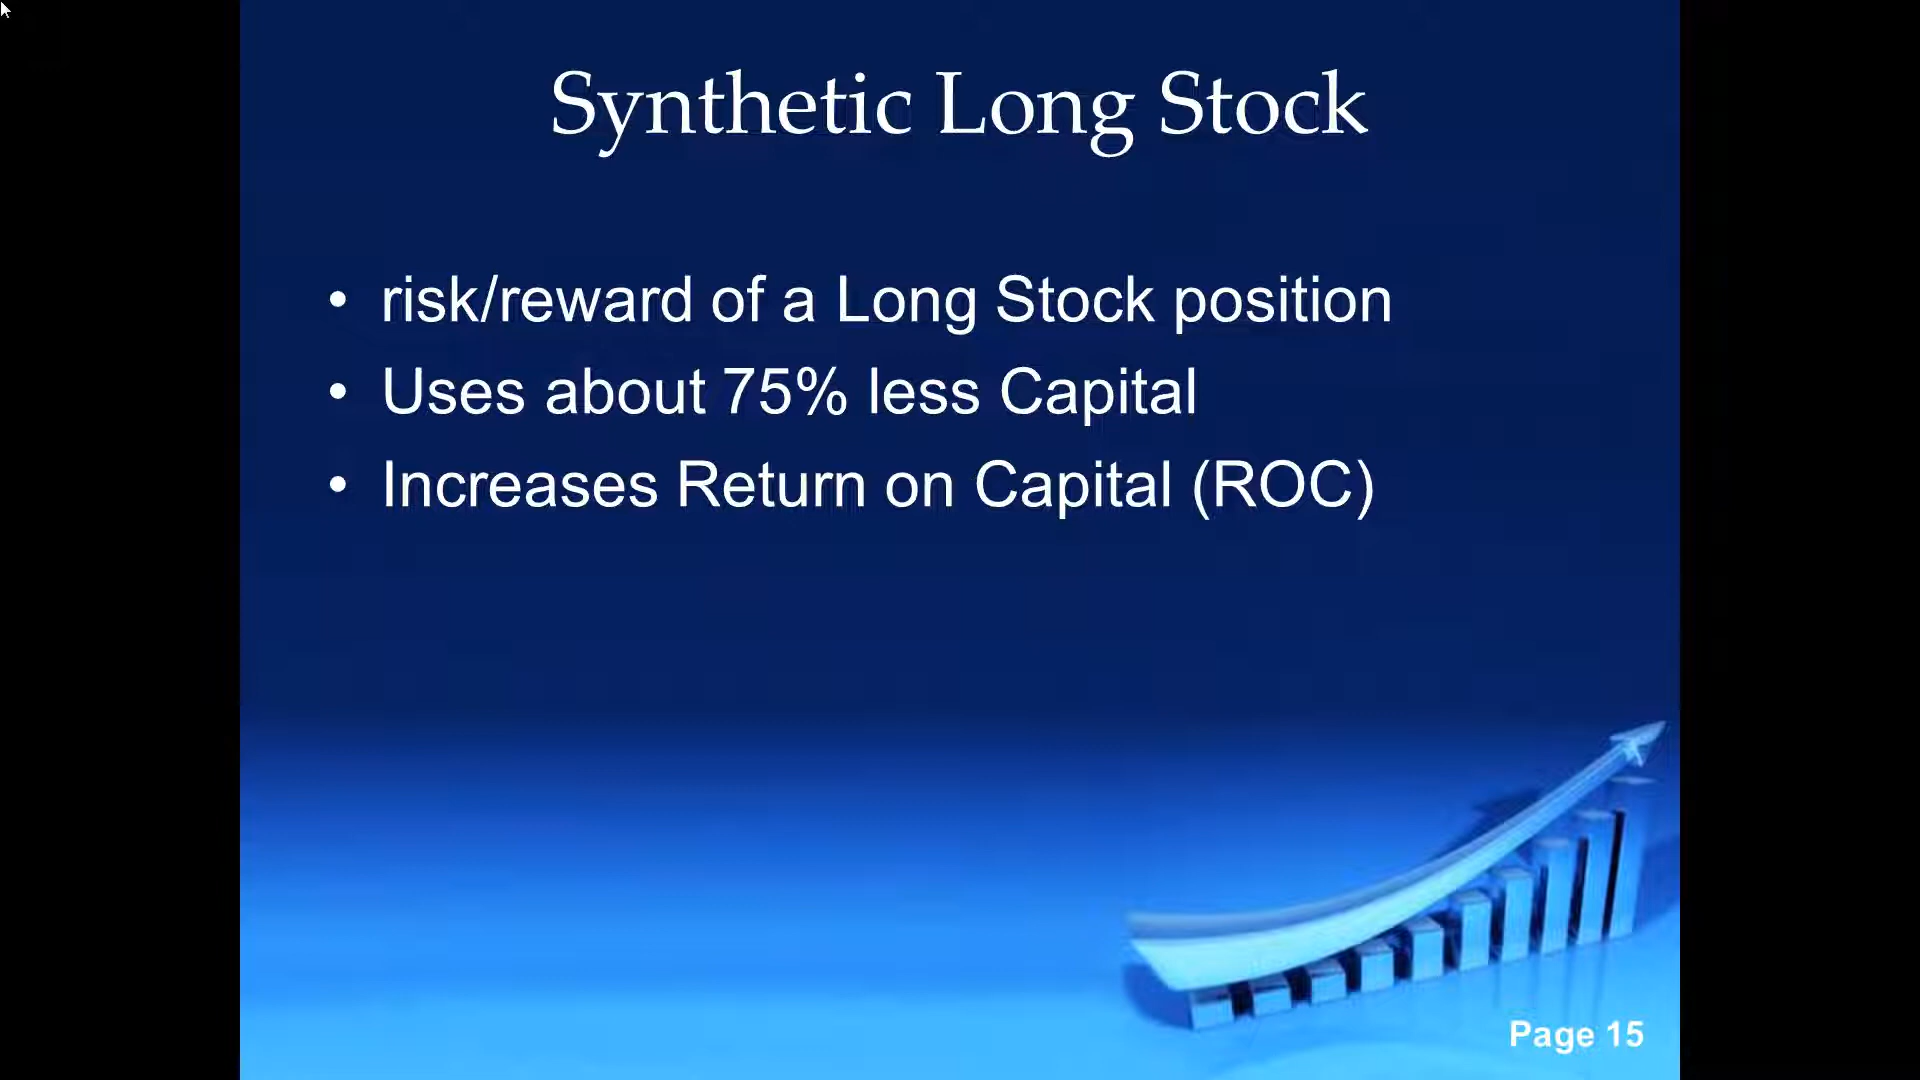 Synthetic Long Stock
• risk/reward of a Long Stock position
• Uses about 75% less Capital
• Increases Return on Capital (ROC)
Page 15